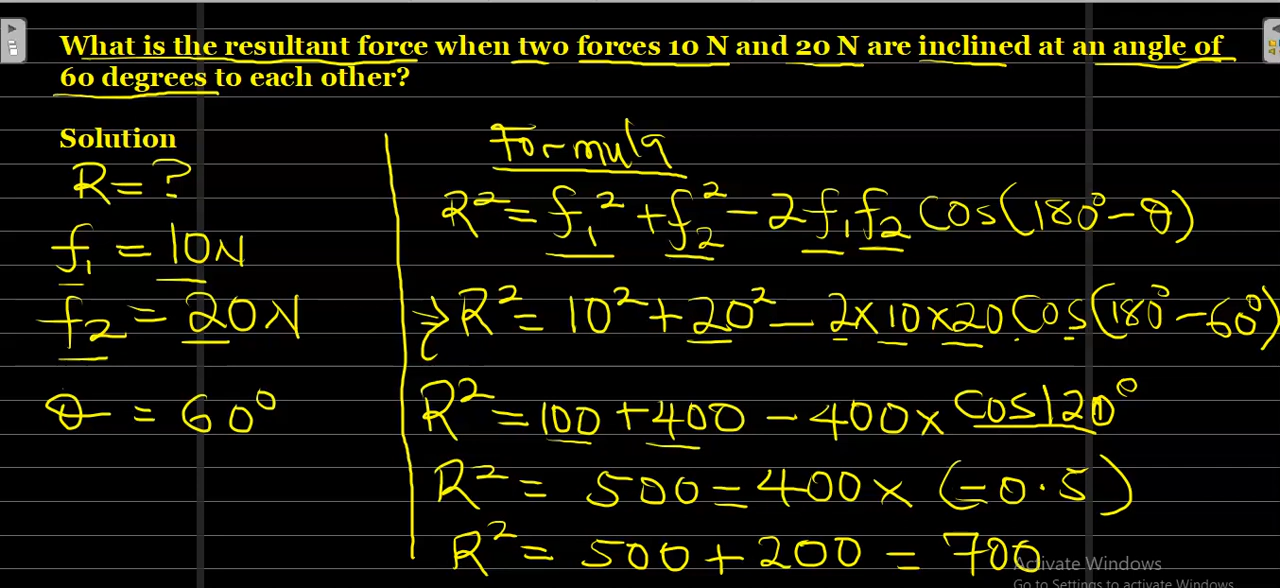 What is the resultant force when two forces 10 N and 20 N are inclined at an angle of
60 degrees to each other?
Solution
R = ?
f₁ = 10N
f₂ = 20N
θ = 60°
Formula
R² = f₁² + f₂² - 2f₁f₂ Cos(180° - θ)
⇒ R² = 10² + 20² - 2 x 10 x 20 Cos(180° - 60°)
R² = 100 + 400 - 400 x Cos120°
R² = 500 - 400 x (-0.5)
R² = 500 + 200 = 700
Activate Windows
Go to Settings to activate Windows